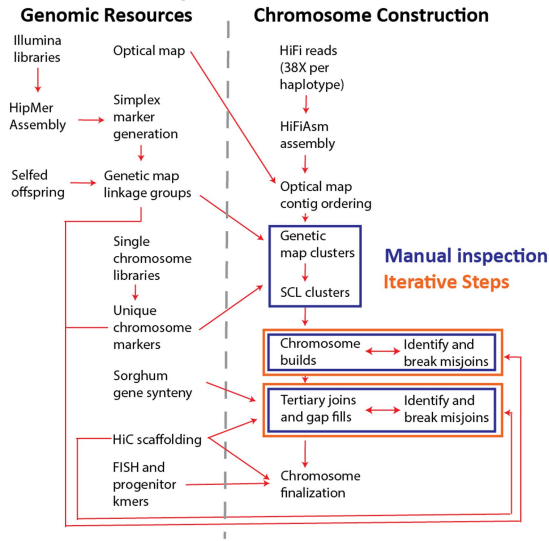 Genomic Resources
Chromosome Construction
Illumina
libraries
Optical map
HiFi reads
(38X per
haplotype)
HipMer
Assembly
Simplex
marker
generation
HiFiAsm
assembly
Selfed
offspring
Genetic map
linkage groups
Optical map
contig ordering
Genetic
map clusters
SCL clusters
Manual inspection
Iterative Steps
Single
chromosome
libraries
Unique
chromosome
markers
Chromosome
builds
Identify and
break misjoins
Sorghum
gene synteny
Tertiary joins
and gap fills
Identify and
break misjoins
HiC scaffolding
FISH and
progenitor
kmers
Chromosome
finalization